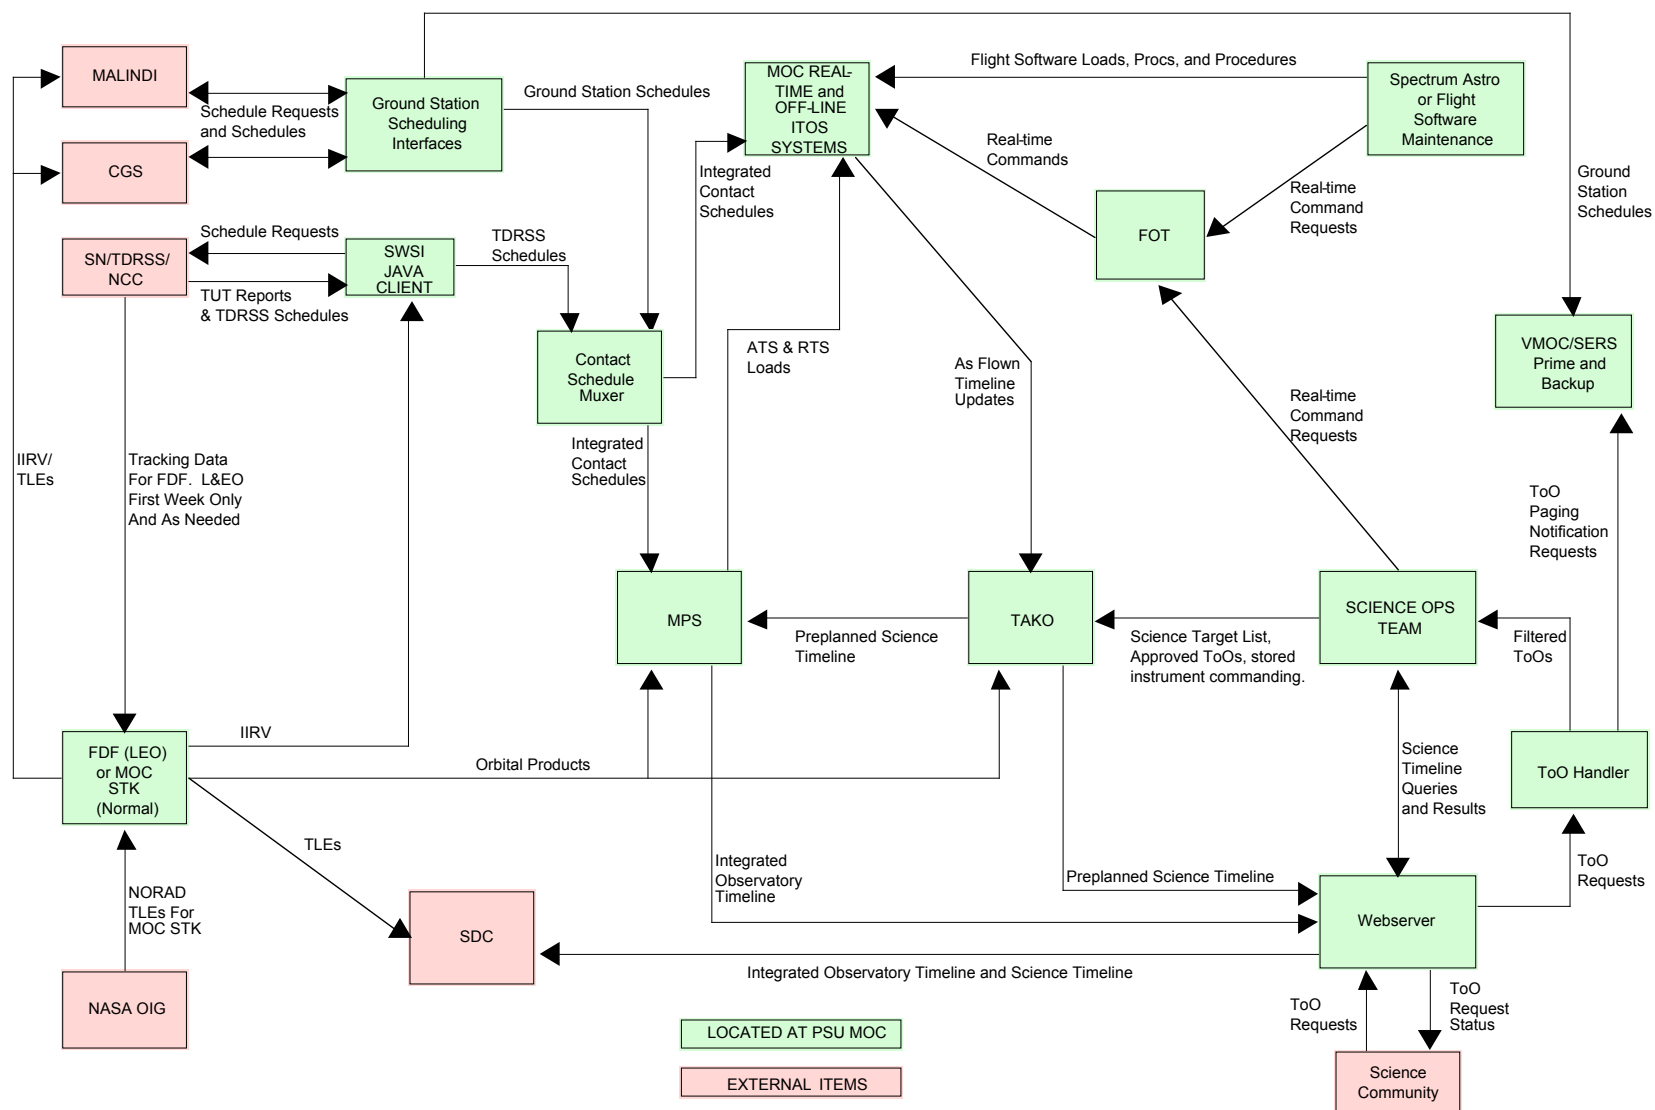 MALINDI
Schedule Requests
and Schedules
CGS
Ground Station
Scheduling
Interfaces
Ground Station Schedules
MOC REAL-
TIME and
OFF-LINE
ITOS
SYSTEMS
Flight Software Loads, Procs, and Procedures
Spectrum Astro
or Flight
Software
Maintenance
Real-time
Commands
Integrated
Contact
Schedules
Real-time
Command
Requests
Ground
Station
Schedules
FOT
SN/TDRSS/
NCC
Schedule Requests
TUT Reports
& TDRSS Schedules
SWSI
JAVA
CLIENT
TDRSS
Schedules
Contact
Schedule
Muxer
ATS & RTS
Loads
As Flown
Timeline
Updates
VMOC/SERS
Prime and
Backup
Real-time
Command
Requests
IIRV/
TLEs
Tracking Data
For FDF.  L&EO
First Week Only
And As Needed
Integrated
Contact
Schedules
ToO
Paging
Notification
Requests
MPS
Preplanned Science
Timeline
TAKO
Science Target List,
Approved ToOs, stored
instrument commanding.
SCIENCE OPS
TEAM
Filtered
ToOs
FDF (LEO)
or MOC
STK
(Normal)
IIRV
Orbital Products
Science
Timeline
Queries
and Results
ToO Handler
TLEs
Integrated
Observatory
Timeline
Preplanned Science Timeline
ToO
Requests
NORAD
TLEs For
MOC STK
SDC
Webserver
Integrated Observatory Timeline and Science Timeline
NASA OIG
ToO
Requests
ToO
Request
Status
LOCATED AT PSU MOC
EXTERNAL  ITEMS
Science
Community